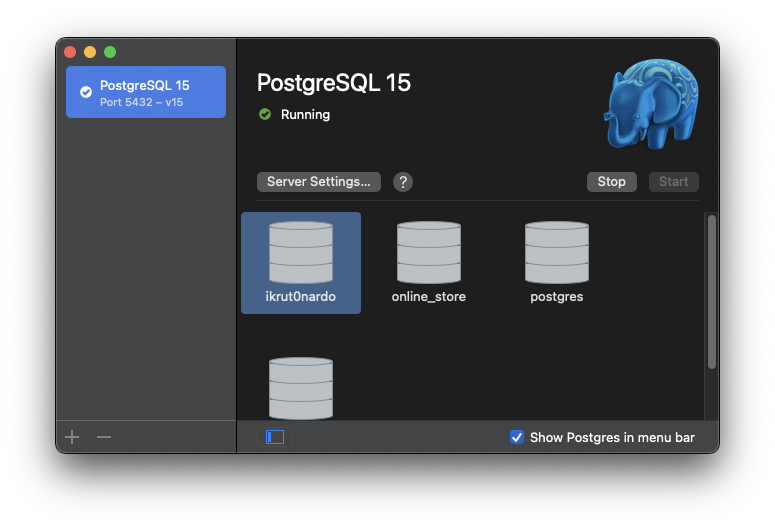 PostgreSQL 15
Port 5432 – v15
PostgreSQL 15
Running
Server Settings...
?
Stop
Start
ikrut0nardo
online_store
postgres
Show Postgres in menu bar